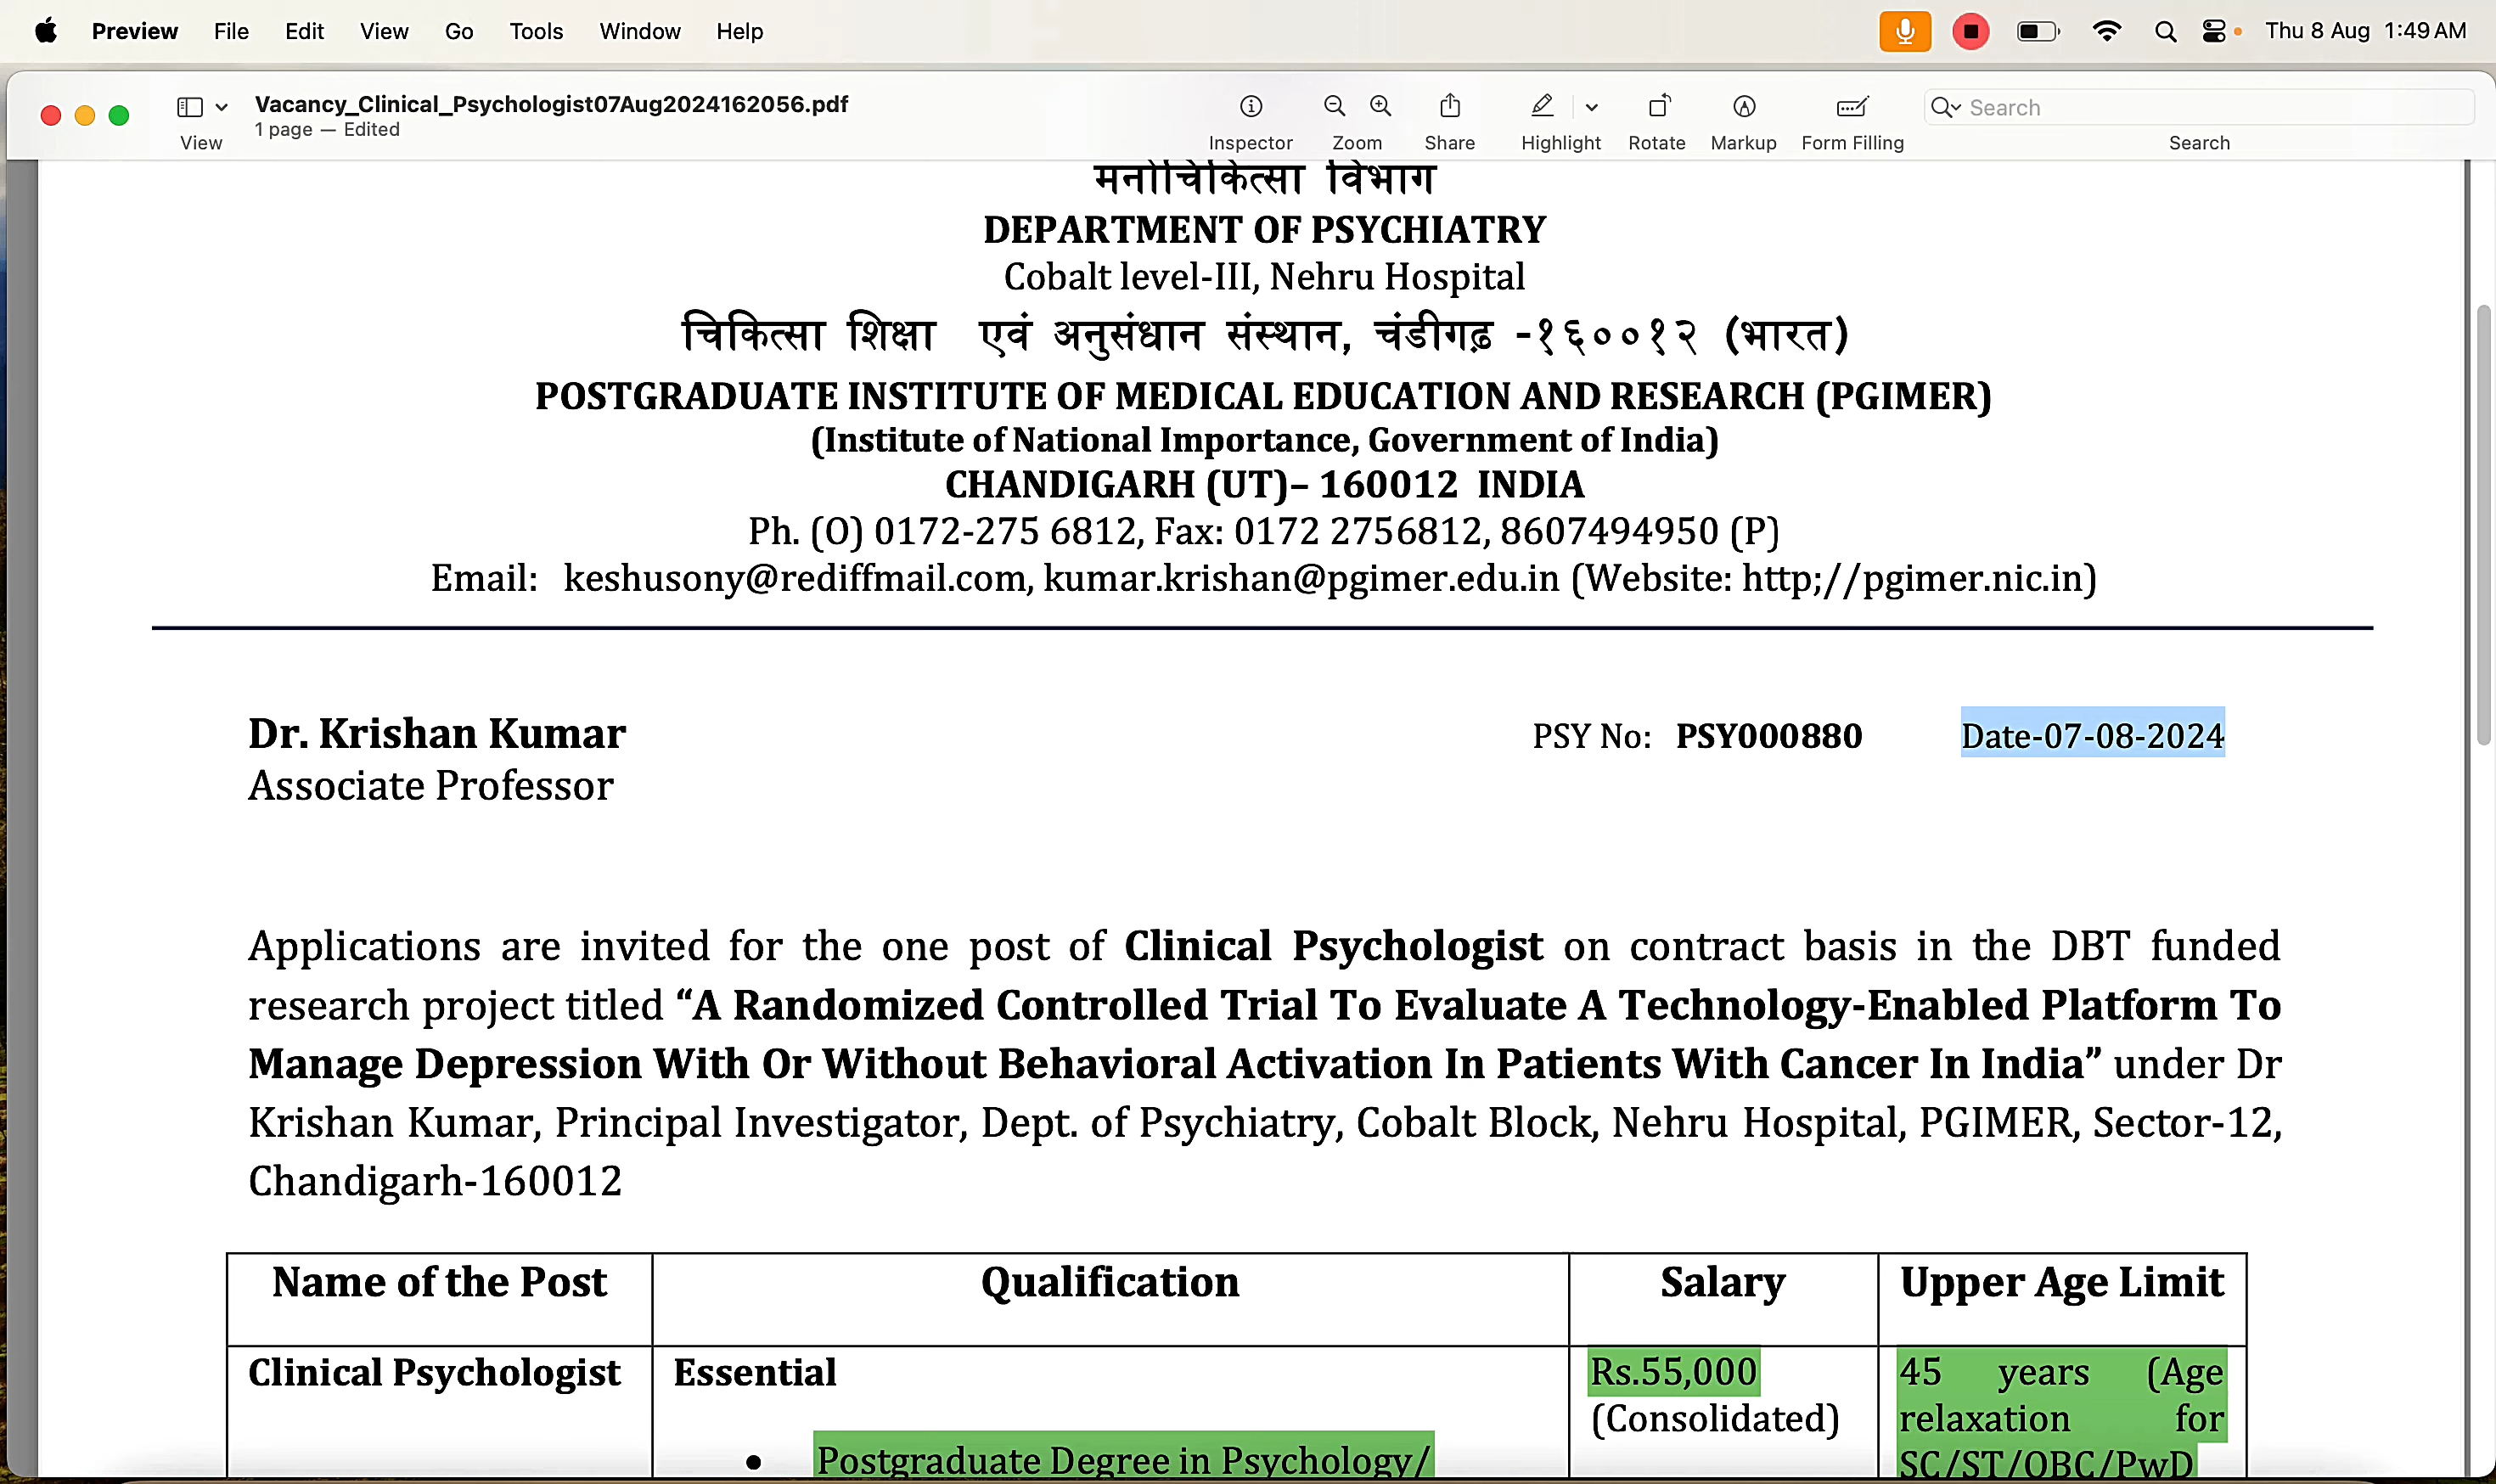 Preview File Edit View Go Tools Window Help Thu 8 Aug 1:49 AM
Vacancy_Clinical_Psychologist07Aug2024162056.pdf
1 page — Edited
View Inspector Zoom Share Highlight Rotate Markup Form Filling Search
Search
मनोचिकित्सा विभाग
DEPARTMENT OF PSYCHIATRY
Cobalt level-III, Nehru Hospital
चिकित्सा शिक्षा एवं अनुसंधान संस्थान, चंडीगढ़ -१६००१२ (भारत)
POSTGRADUATE INSTITUTE OF MEDICAL EDUCATION AND RESEARCH (PGIMER)
(Institute of National Importance, Government of India)
CHANDIGARH (UT)– 160012 INDIA
Ph. (O) 0172-275 6812, Fax: 0172 2756812, 8607494950 (P)
Email: keshusony@rediffmail.com, kumar.krishan@pgimer.edu.in (Website: http;//pgimer.nic.in)
Dr. Krishan Kumar PSY No: PSY000880 Date-07-08-2024
Associate Professor
Applications are invited for the one post of Clinical Psychologist on contract basis in the DBT funded
research project titled “A Randomized Controlled Trial To Evaluate A Technology-Enabled Platform To
Manage Depression With Or Without Behavioral Activation In Patients With Cancer In India” under Dr
Krishan Kumar, Principal Investigator, Dept. of Psychiatry, Cobalt Block, Nehru Hospital, PGIMER, Sector-12,
Chandigarh-160012
Name of the Post Qualification Salary Upper Age Limit
Clinical Psychologist Essential Rs.55,000 45 years (Age
(Consolidated) relaxation for
• Postgraduate Degree in Psychology/ SC/ST/OBC/PwD